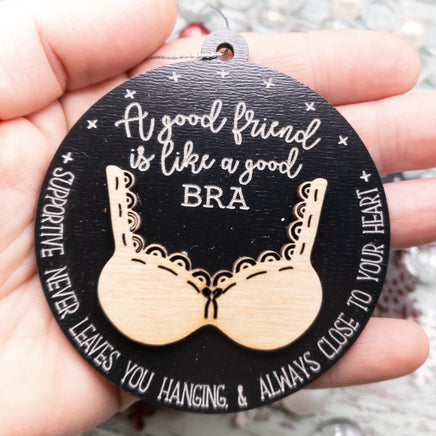 A good friend
is like a good
BRA
SUPPORTIVE NEVER LEAVES YOU HANGING, & ALWAYS CLOSE TO YOUR HEART